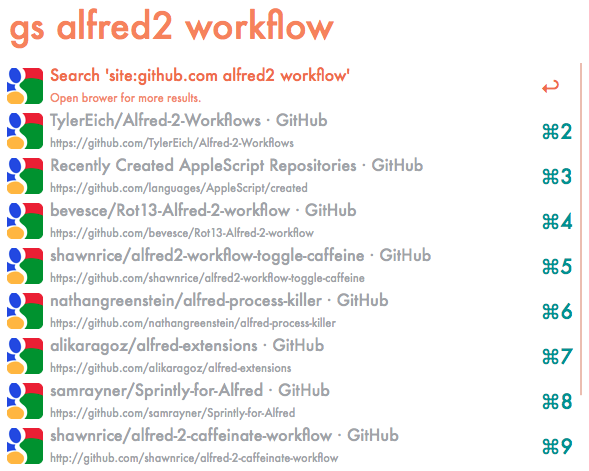 gs alfred2 workflow
Search 'site:github.com alfred2 workflow' ↩
Open brower for more results.
TylerEich/Alfred-2-Workflows · GitHub ⌘2
https://github.com/TylerEich/Alfred-2-Workflows
Recently Created AppleScript Repositories · GitHub ⌘3
https://github.com/languages/AppleScript/created
bevesce/Rot13-Alfred-2-workflow · GitHub ⌘4
https://github.com/bevesce/Rot13-Alfred-2-workflow
shawnrice/alfred2-workflow-toggle-caffeine · GitHub ⌘5
https://github.com/shawnrice/alfred2-workflow-toggle-caffeine
nathangreenstein/alfred-process-killer · GitHub ⌘6
https://github.com/nathangreenstein/alfred-process-killer
alikaragoz/alfred-extensions · GitHub ⌘7
https://github.com/alikaragoz/alfred-extensions
samrayner/Sprintly-for-Alfred · GitHub ⌘8
https://github.com/samrayner/Sprintly-for-Alfred
shawnrice/alfred-2-caffeinate-workflow · GitHub ⌘9
http://github.com/shawnrice/alfred-2-caffeinate-workflow